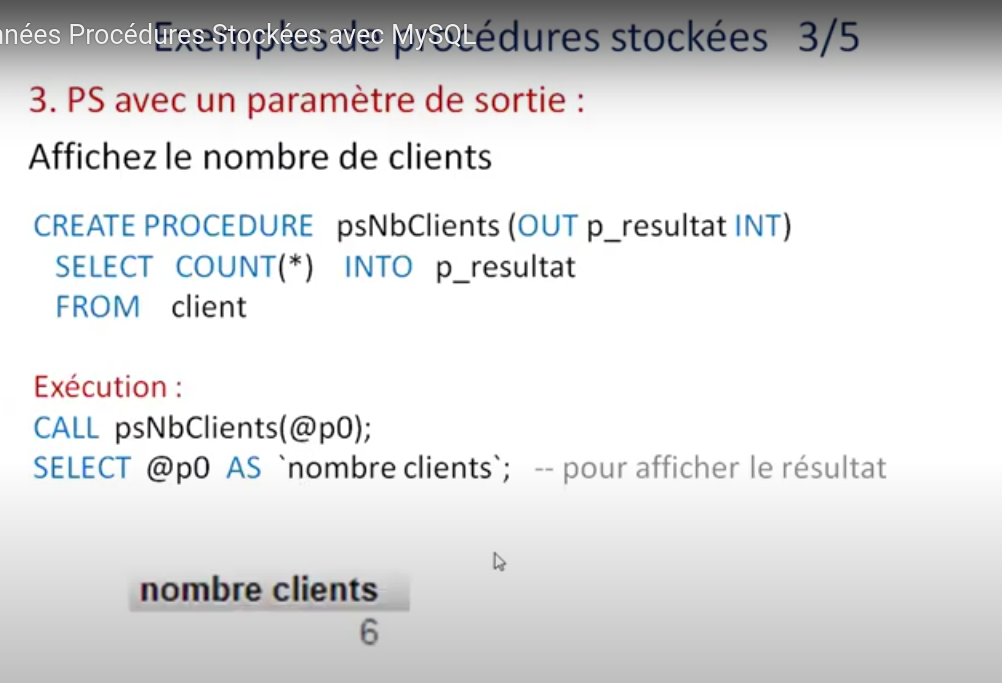 nnées Procédures Stockées avec MySQL
Exemples de procédures stockées 3/5
3. PS avec un paramètre de sortie :
Affichez le nombre de clients
CREATE PROCEDURE psNbClients (OUT p_resultat INT)
SELECT COUNT(*) INTO p_resultat
FROM client
Exécution :
CALL psNbClients(@p0);
SELECT @p0 AS `nombre clients`; -- pour afficher le résultat
nombre clients
6